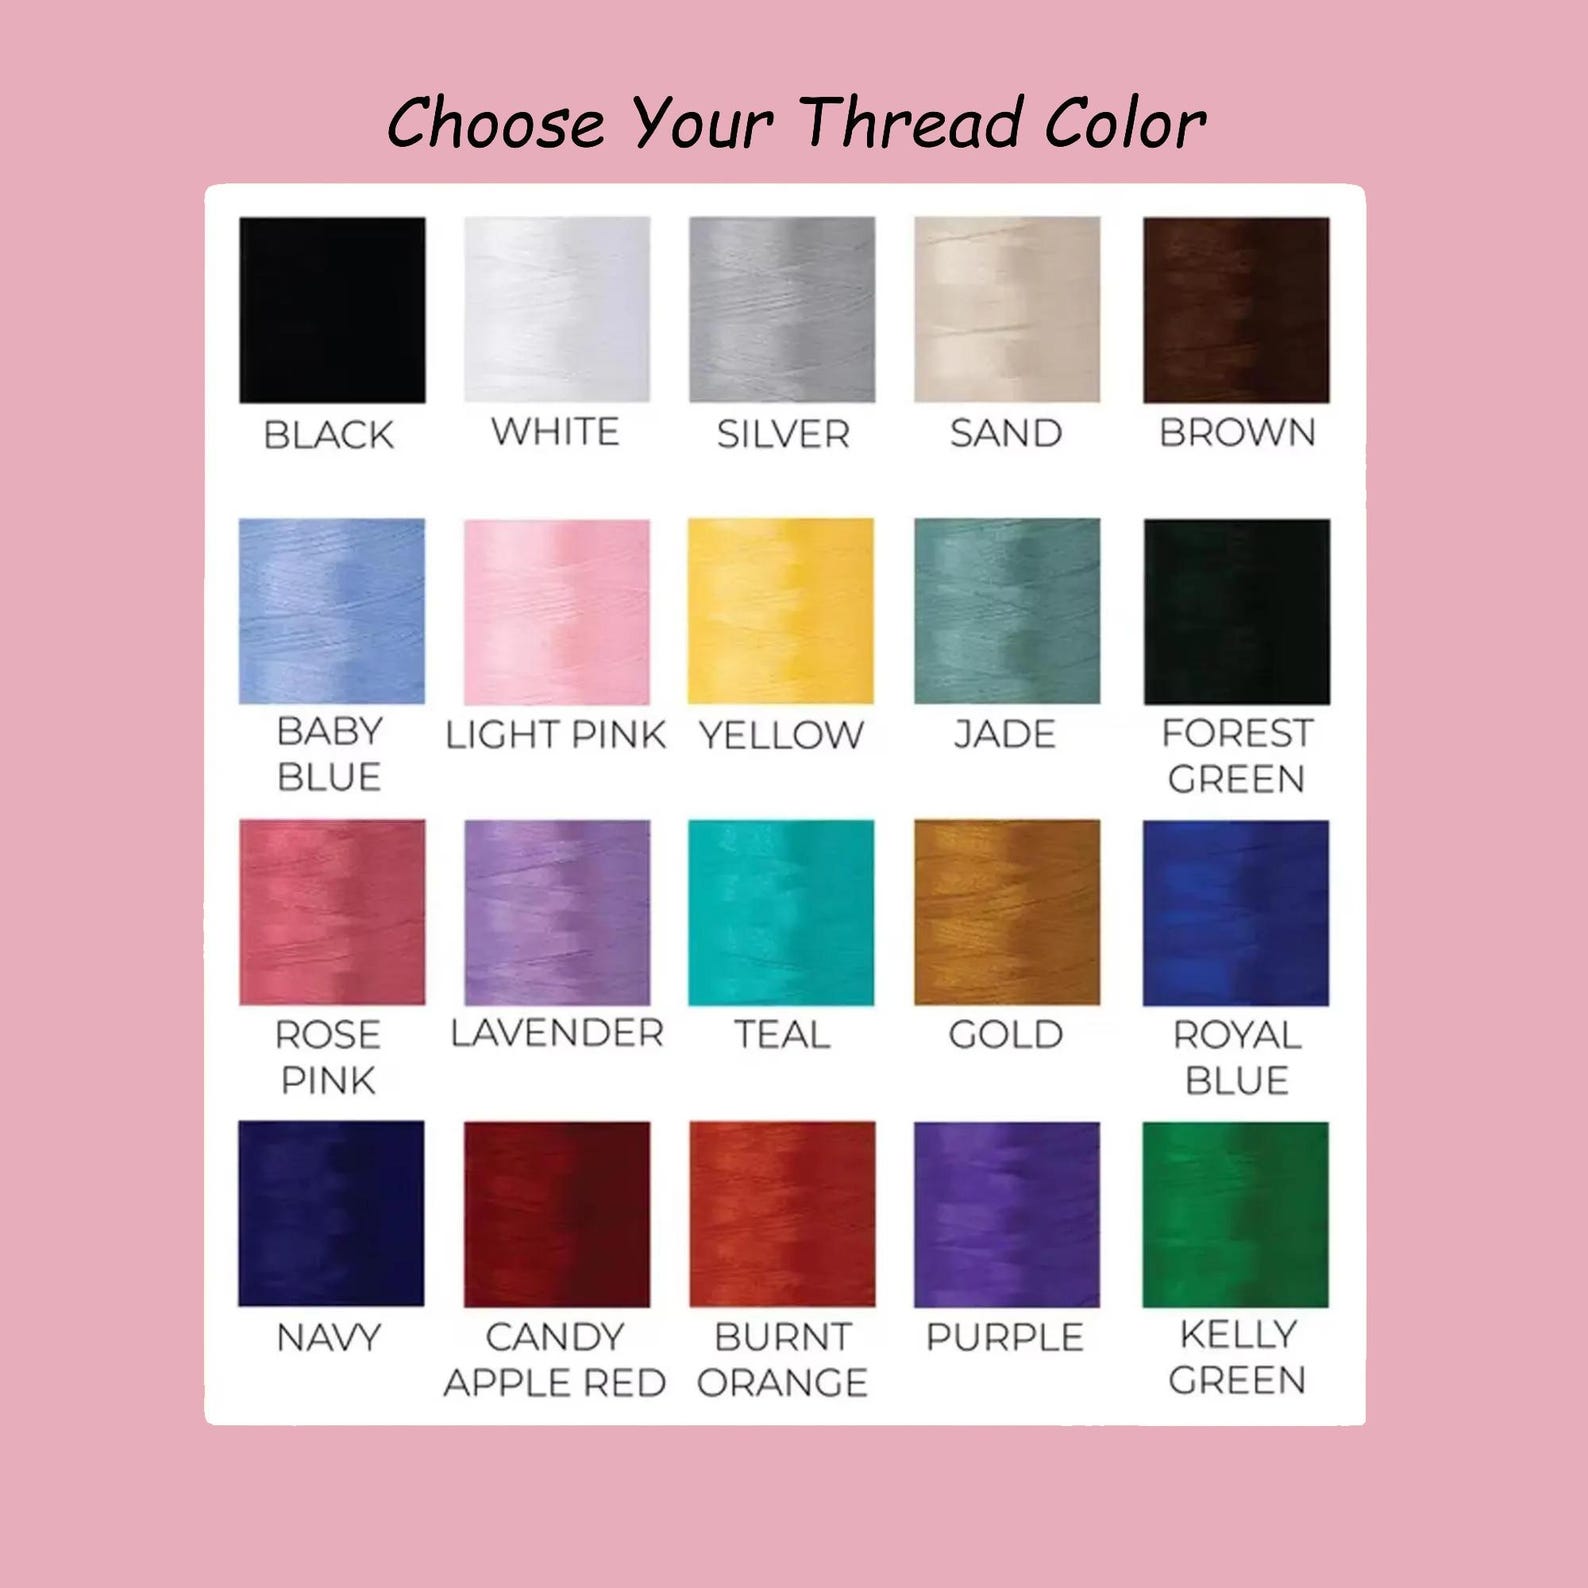 Choose Your Thread Color
BLACK
WHITE
SILVER
SAND
BROWN
BABY
BLUE
LIGHT PINK
YELLOW
JADE
FOREST
GREEN
ROSE
PINK
LAVENDER
TEAL
GOLD
ROYAL
BLUE
NAVY
CANDY
APPLE RED
BURNT
ORANGE
PURPLE
KELLY
GREEN